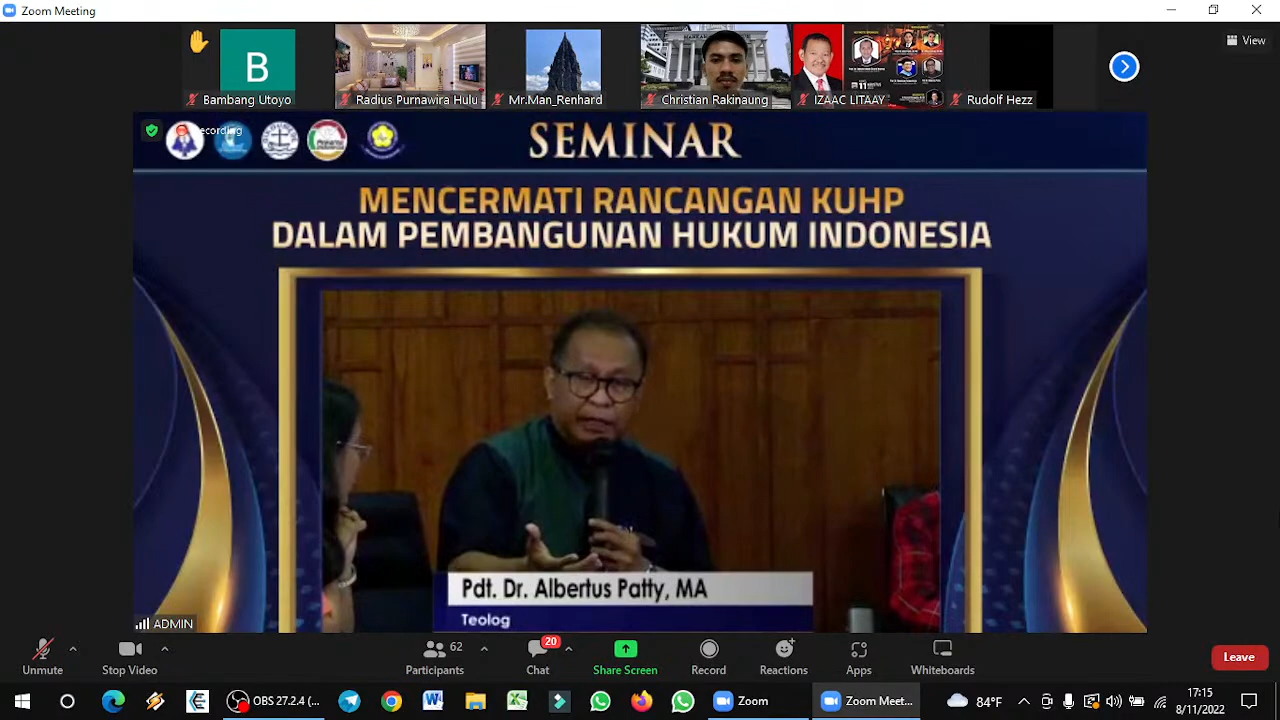 Zoom Meeting
B
Bambang Utoyo
Radius Purnawira Hulu
Mr.Man_Renhard
Christian Rakinaung
IZAAC LITAAY
11
Rudolf Hezz
View
Recording
SEMINAR
MENCERMATI RANCANGAN KUHP
DALAM PEMBANGUNAN HUKUM INDONESIA
Pdt. Dr. Albertus Patty, MA
Teolog
ADMIN
Unmute
Stop Video
62
Participants
20
Chat
Share Screen
Record
Reactions
Apps
Whiteboards
Leave
OBS 27.2.4 (...
Zoom
Zoom Meet...
84°F
17:15
8/11/2022